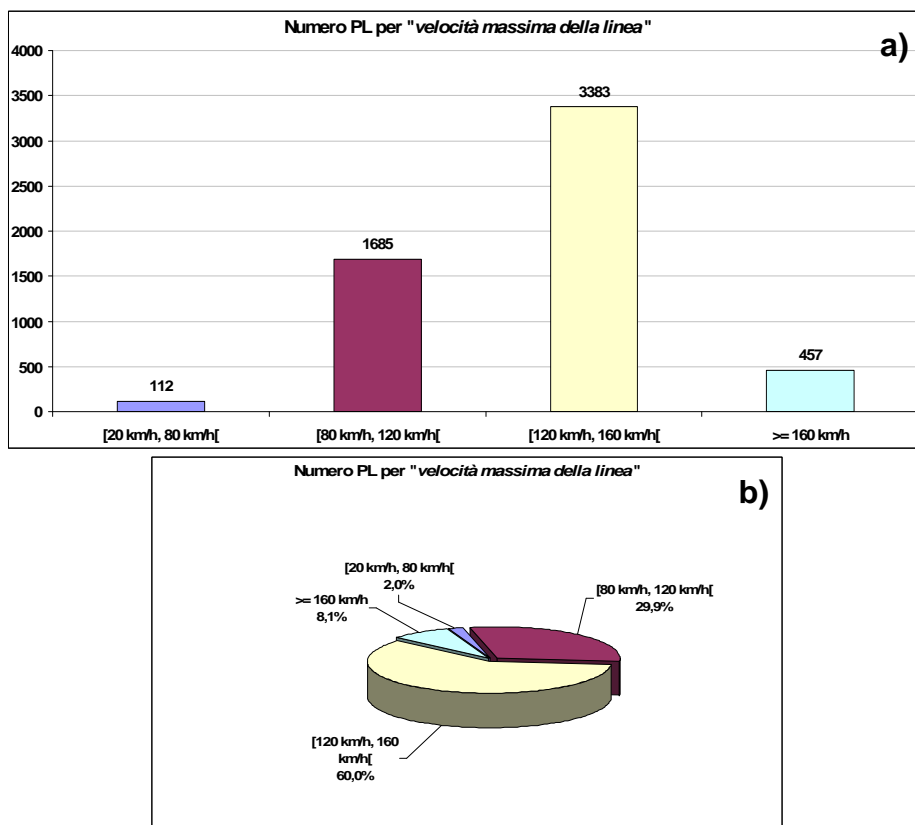 Numero PL per "velocità massima della linea"
a)
4000
3500
3000
2500
2000
1500
1000
500
0
112
1685
3383
457
[20 km/h, 80 km/h[
[80 km/h, 120 km/h[
[120 km/h, 160 km/h[
>= 160 km/h
Numero PL per "velocità massima della linea"
b)
[20 km/h, 80 km/h[
2,0%
>= 160 km/h
8,1%
[80 km/h, 120 km/h[
29,9%
[120 km/h, 160
km/h[
60,0%